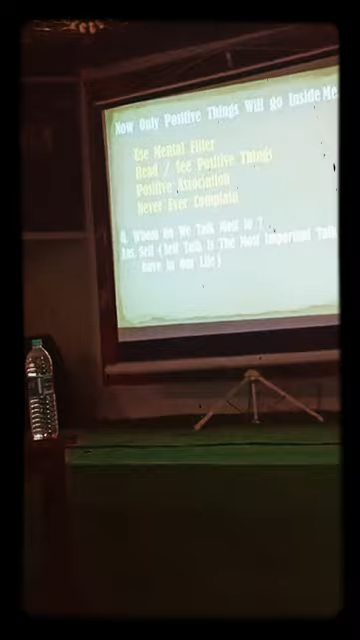 Now Only Positive Things Will go Inside Me
Use Mental Filter
Read / See Positive Things
Positive Association
Never Ever Complain
Q. Whom do We Talk Most to ?
Ans. Self (Self Talk Is The Most Important Talk
have in Our Life)